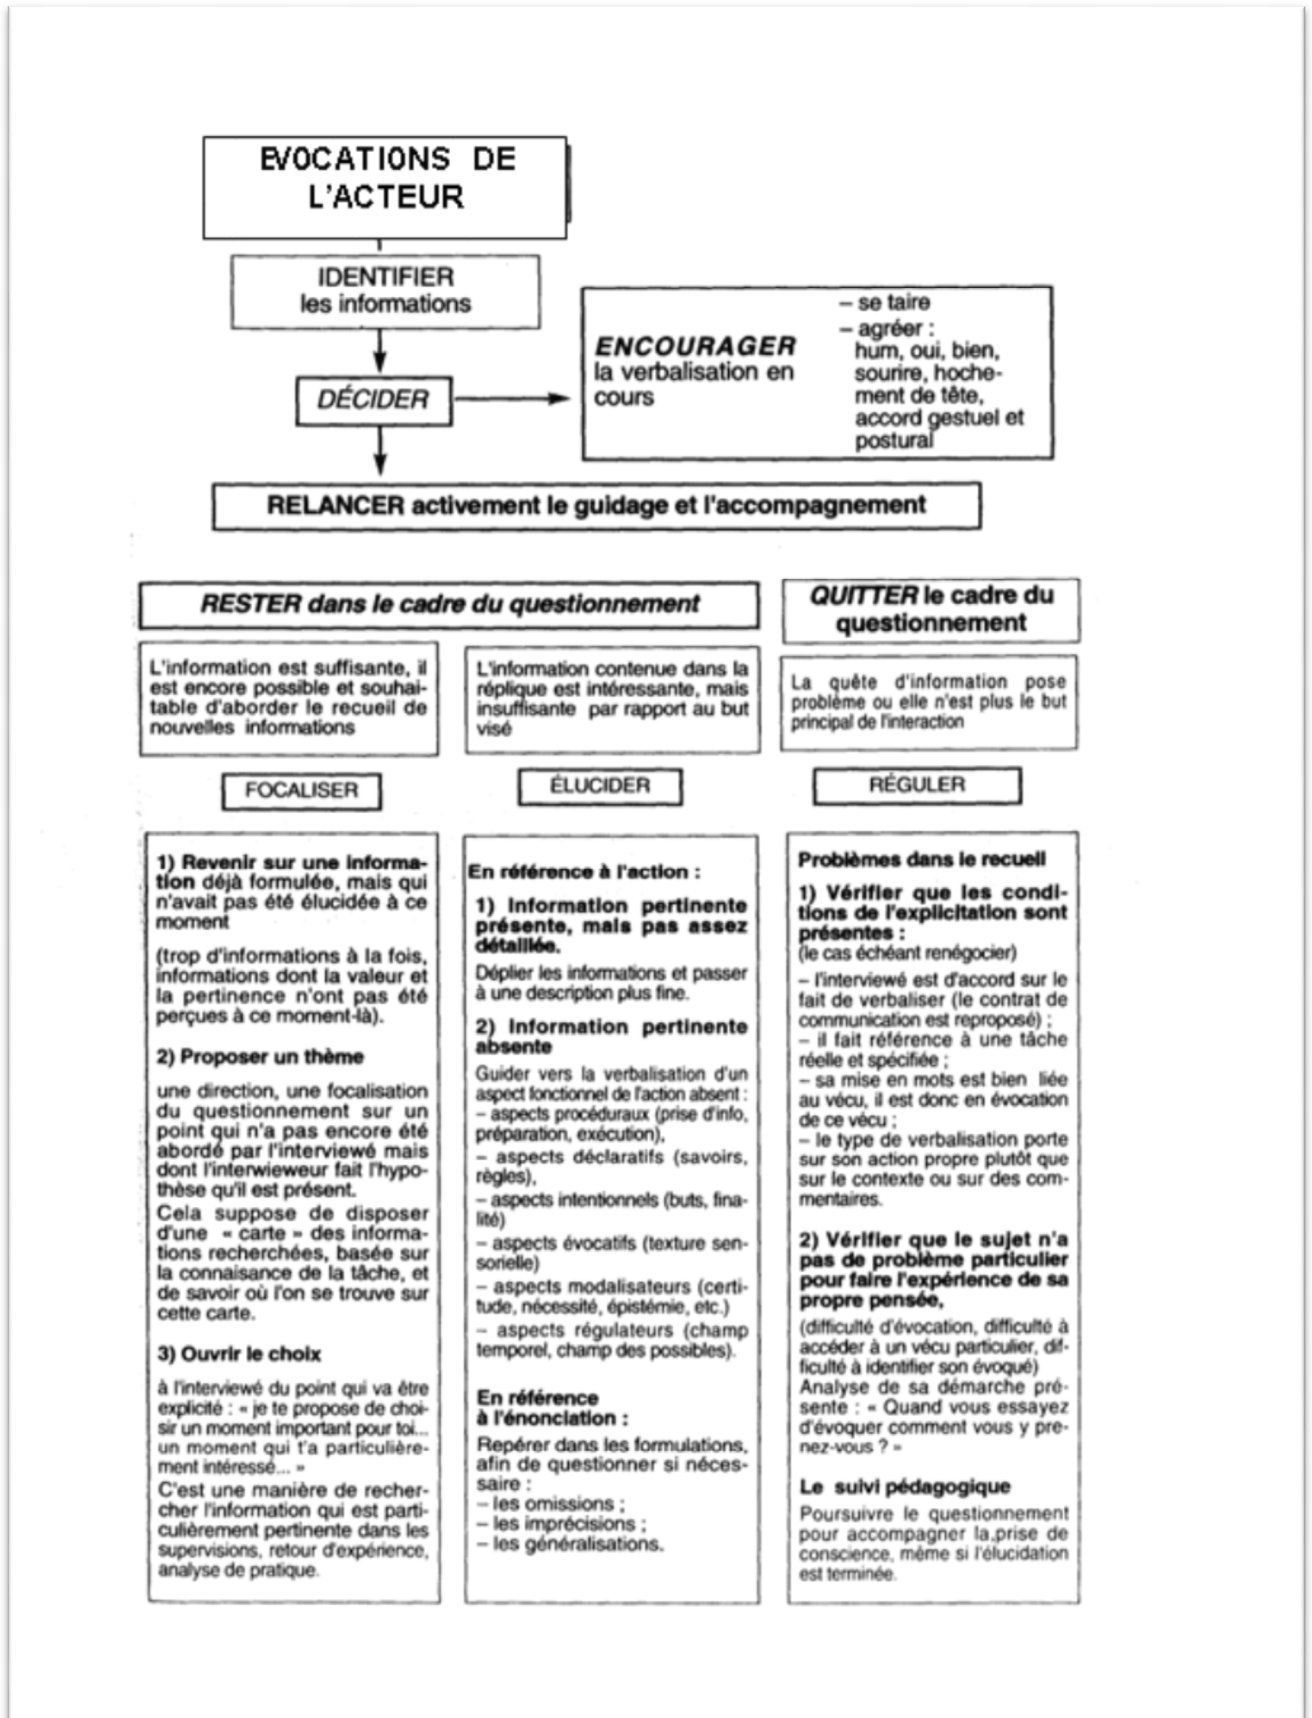 EVOCATIONS DE
L'ACTEUR
IDENTIFIER
les informations
DÉCIDER
ENCOURAGER
la verbalisation en
cours
– se taire
– agréer :
hum, oui, bien,
sourire, hoche-
ment de tête,
accord gestuel et
postural
RELANCER activement le guidage et l'accompagnement
RESTER dans le cadre du questionnement
QUITTER le cadre du
questionnement
L'information est suffisante, il
est encore possible et souhai-
table d'aborder le recueil de
nouvelles informations
L'information contenue dans la
réplique est intéressante, mais
insuffisante par rapport au but
visé
La quête d'information pose
problème ou elle n'est plus le but
principal de l'interaction
FOCALISER
ÉLUCIDER
RÉGULER
1) Revenir sur une informa-
tion déjà formulée, mais qui
n'avait pas été élucidée à ce
moment
(trop d'informations à la fois,
informations dont la valeur et
la pertinence n'ont pas été
perçues à ce moment-là).
2) Proposer un thème
une direction, une focalisation
du questionnement sur un
point qui n'a pas encore été
abordé par l'interviewé mais
dont l'interwieweur fait l'hypo-
thèse qu'il est présent.
Cela suppose de disposer
d'une « carte » des informa-
tions recherchées, basée sur
la connaisance de la tâche, et
de savoir où l'on se trouve sur
cette carte.
3) Ouvrir le choix
à l'interviewé du point qui va être
explicité : « je te propose de choi-
sir un moment important pour toi...
un moment qui t'a particulière-
ment intéressé... »
C'est une manière de recher-
cher l'information qui est parti-
culièrement pertinente dans les
supervisions, retour d'expérience,
analyse de pratique.
En référence à l'action :
1) Information pertinente
présente, mais pas assez
détaillée.
Déplier les informations et passer
à une description plus fine.
2) Information pertinente
absente
Guider vers la verbalisation d'un
aspect fonctionnel de l'action absent :
– aspects procéduraux (prise d'info,
préparation, exécution),
– aspects déclaratifs (savoirs,
règles),
– aspects intentionnels (buts, fina-
lité)
– aspects évocatifs (texture sen-
sorielle)
– aspects modalisateurs (certi-
tude, nécessité, épistémie, etc.)
– aspects régulateurs (champ
temporel, champ des possibles).
En référence
à l'énonciation :
Repérer dans les formulations,
afin de questionner si néces-
saire :
– les omissions ;
– les imprécisions ;
– les généralisations.
Problèmes dans le recueil
1) Vérifier que les condi-
tions de l'explicitation sont
présentes :
(le cas échéant renégocier)
– l'interviewé est d'accord sur le
fait de verbaliser (le contrat de
communication est reproposé) ;
– il fait référence à une tâche
réelle et spécifiée ;
– sa mise en mots est bien liée
au vécu, il est donc en évocation
de ce vécu ;
– le type de verbalisation porte
sur son action propre plutôt que
sur le contexte ou sur des com-
mentaires.
2) Vérifier que le sujet n'a
pas de problème particulier
pour faire l'expérience de sa
propre pensée,
(difficulté d'évocation, difficulté à
accéder à un vécu particulier, dif-
ficulté à identifier son évoqué)
Analyse de sa démarche pré-
sente : « Quand vous essayez
d'évoquer comment vous y pre-
nez-vous ? »
Le suivi pédagogique
Poursuivre le questionnement
pour accompagner la prise de
conscience, même si l'élucidation
est terminée.